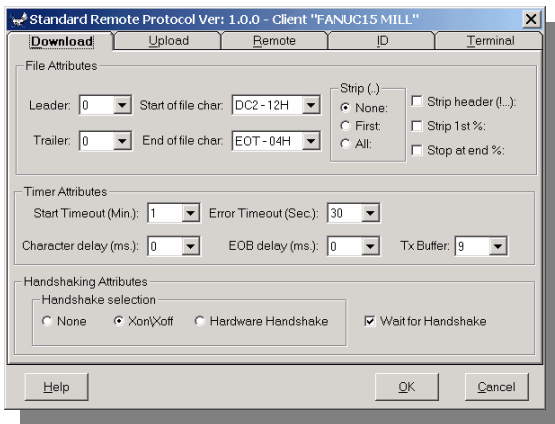 Standard Remote Protocol Ver: 1.0.0 - Client "FANUC15 MILL"
Download Upload Remote ID Terminal
File Attributes
Strip (..)
Leader: 0 Start of file char: DC2 - 12H None: Strip header (!...):
First: Strip 1st %:
Trailer: 0 End of file char: EOT - 04H All: Stop at end %:
Timer Attributes
Start Timeout (Min.): 1 Error Timeout (Sec.): 30
Character delay (ms.): 0 EOB delay (ms.): 0 Tx Buffer: 9
Handshaking Attributes
Handshake selection
None Xon\Xoff Hardware Handshake Wait for Handshake
Help OK Cancel